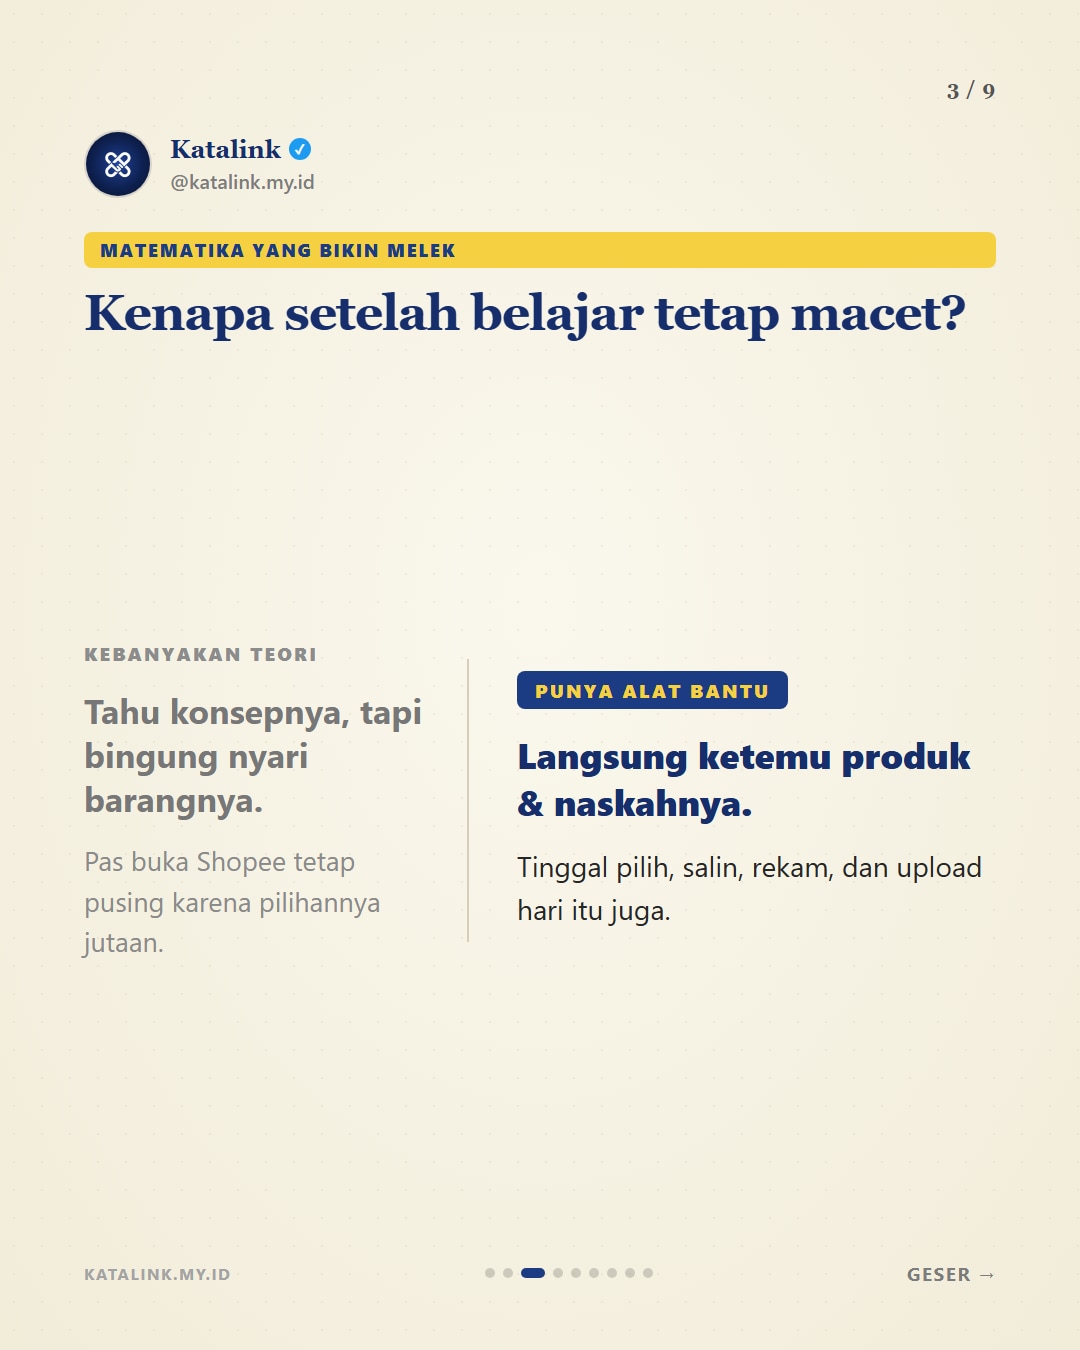 3 / 9
Katalink
@katalink.my.id
MATEMATIKA YANG BIKIN MELEK
Kenapa setelah belajar tetap macet?
KEBANYAKAN TEORI
Tahu konsepnya, tapi
bingung nyari
barangnya.
Pas buka Shopee tetap
pusing karena pilihannya
jutaan.
PUNYA ALAT BANTU
Langsung ketemu produk
& naskahnya.
Tinggal pilih, salin, rekam, dan upload
hari itu juga.
KATALINK.MY.ID
GESER →